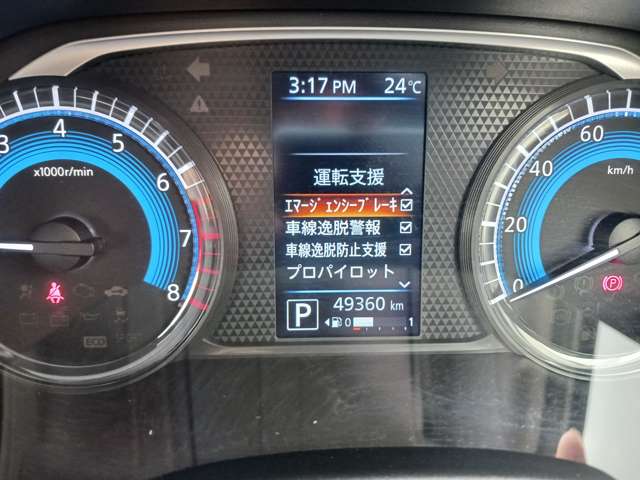 3:17 PM 24℃
運転支援
エマージェンシーブレーキ
車線逸脱警報
車線逸脱防止支援
プロパイロット
P 49360 km
0 1
3 4 5 6 7 8
x1000r/min
ECO
0 20 40 60
km/h
P